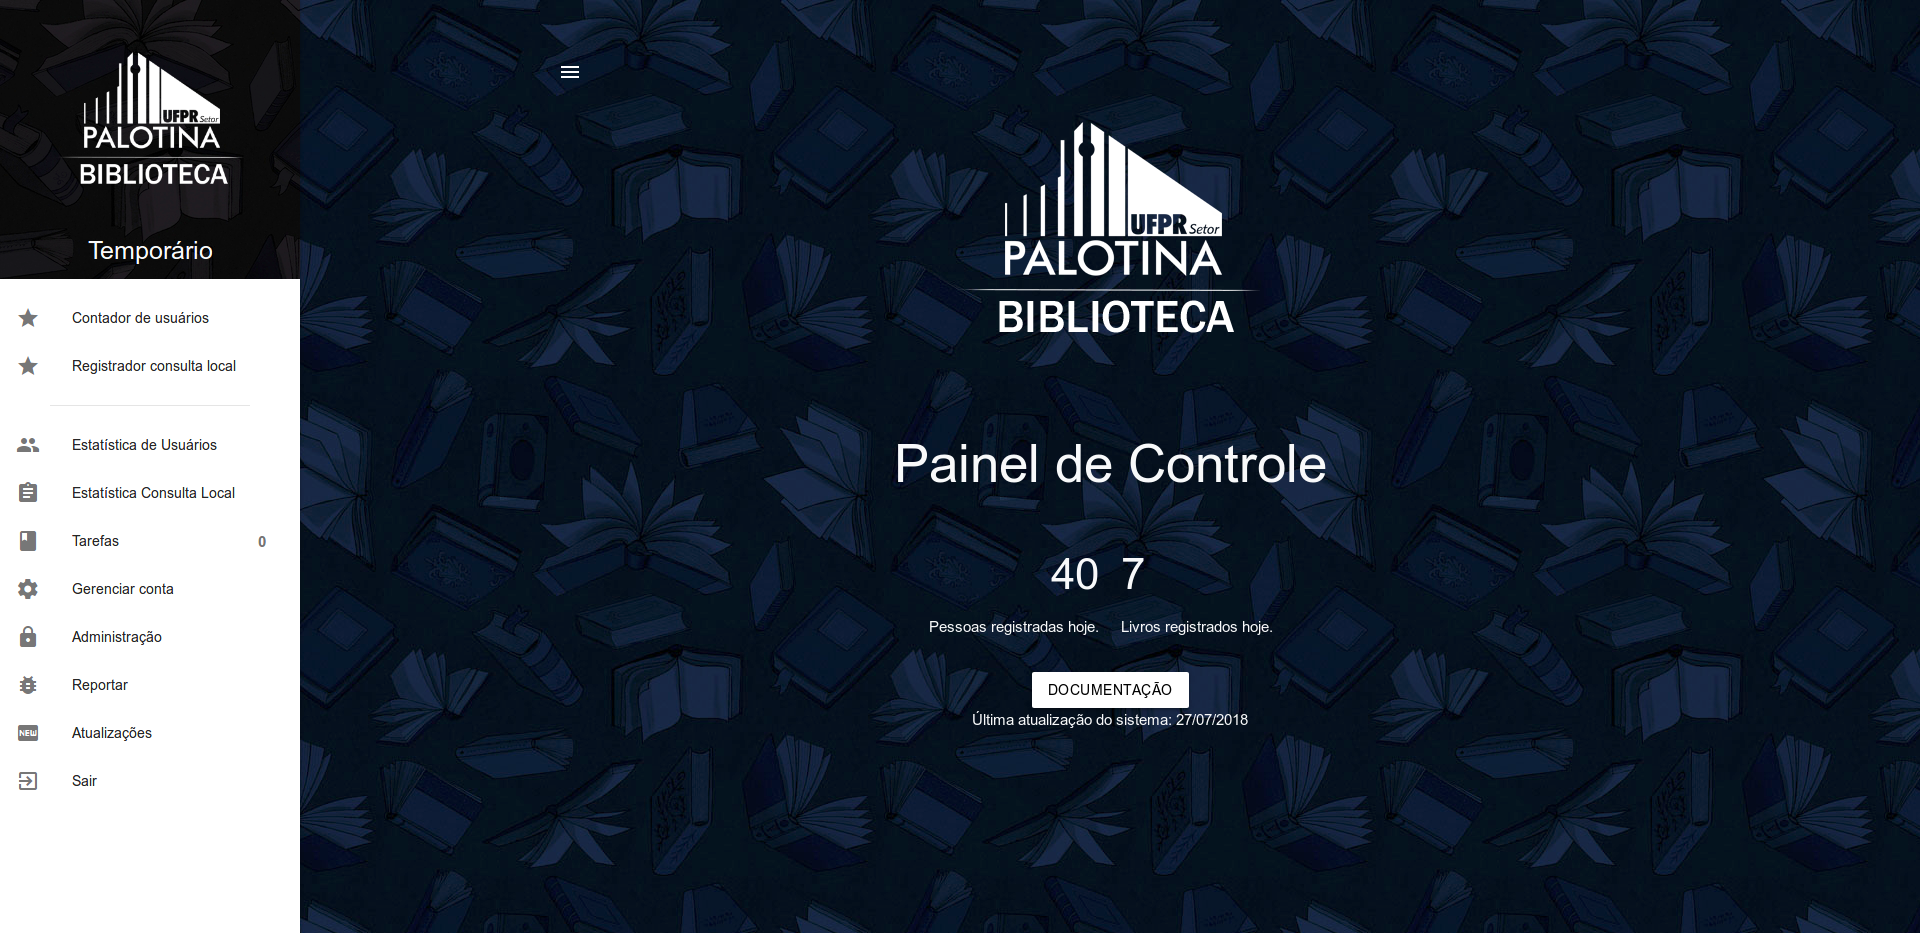 UFPR Setor
PALOTINA
BIBLIOTECA
Temporário
Contador de usuários
Registrador consulta local
Estatística de Usuários
Estatística Consulta Local
Tarefas 0
Gerenciar conta
Administração
Reportar
NEW Atualizações
Sair
UFPR Setor
PALOTINA
BIBLIOTECA
Painel de Controle
40 7
Pessoas registradas hoje. Livros registrados hoje.
DOCUMENTAÇÃO
Última atualização do sistema: 27/07/2018